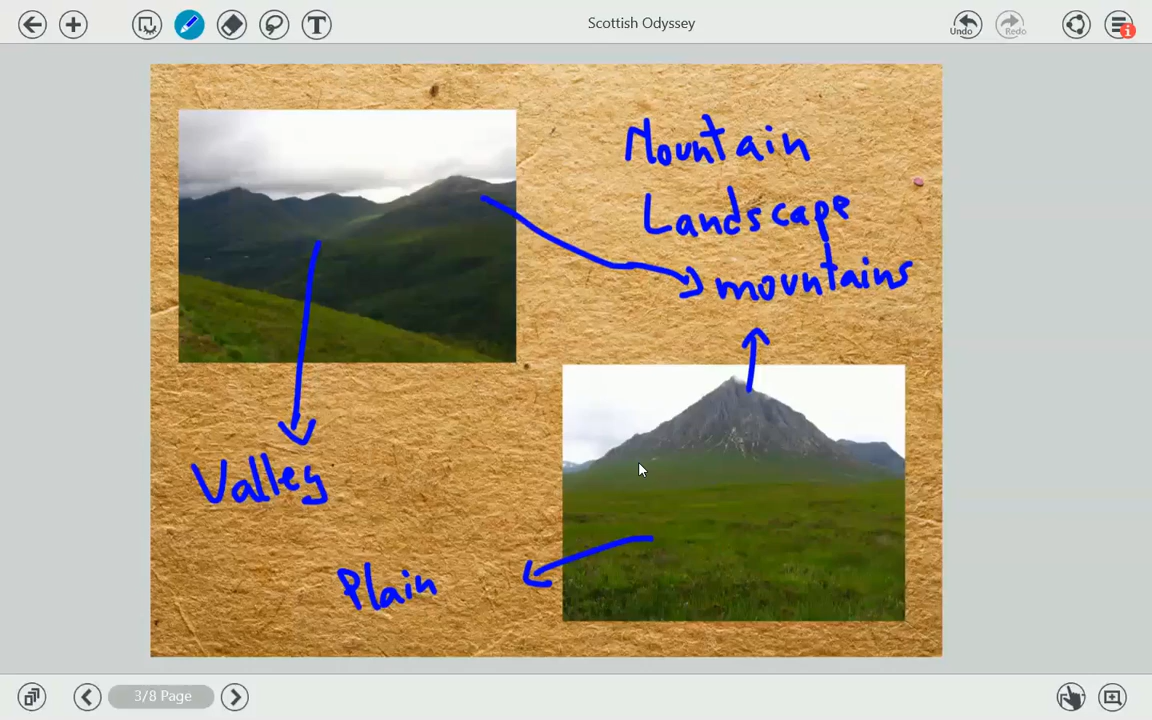 Scottish Odyssey
Undo
Redo
Mountain
Landscape
mountains
Valley
Plain
3/8 Page